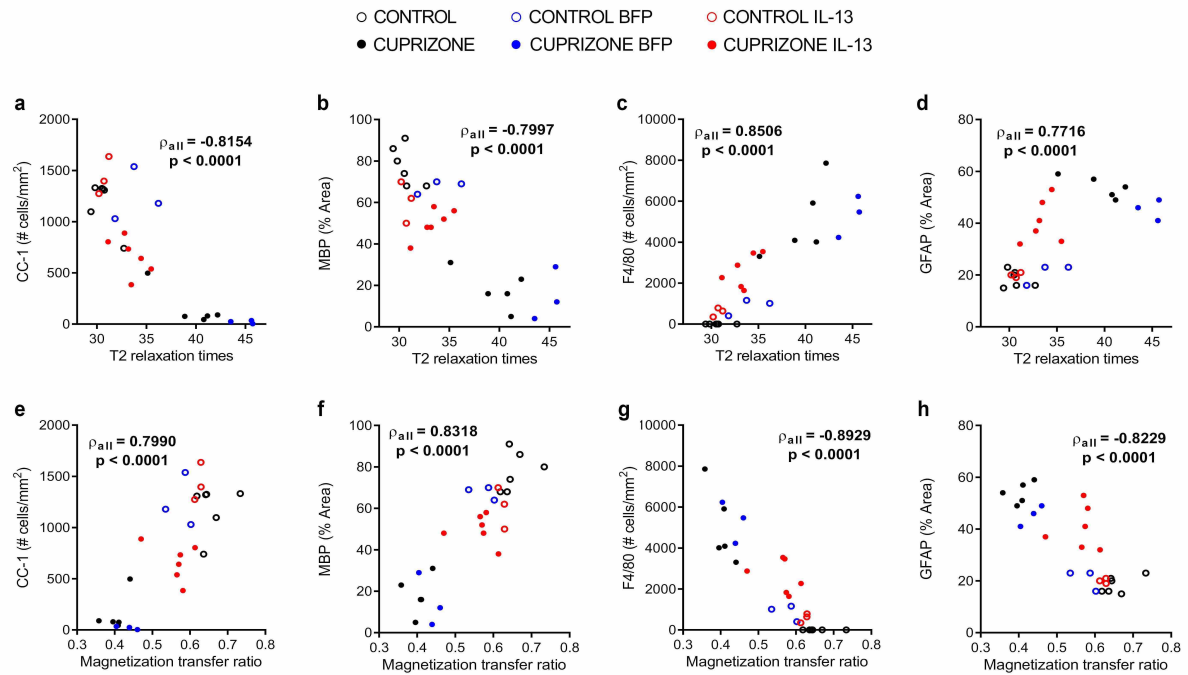 CONTROL CONTROL BFP CONTROL IL-13
CUPRIZONE CUPRIZONE BFP CUPRIZONE IL-13
a
CC-1 (# cells/mm²)
2000
1500
1000
500
0
ρall = -0.8154
p < 0.0001
30 35 40 45
T2 relaxation times
b
MBP (% Area)
100
80
60
40
20
0
ρall = -0.7997
p < 0.0001
30 35 40 45
T2 relaxation times
c
F4/80 (# cells/mm²)
10000
8000
6000
4000
2000
0
ρall = 0.8506
p < 0.0001
30 35 40 45
T2 relaxation times
d
GFAP (% Area)
80
60
40
20
0
ρall = 0.7716
p < 0.0001
30 35 40 45
T2 relaxation times
e
CC-1 (# cells/mm²)
2000
1500
1000
500
0
ρall = 0.7990
p < 0.0001
0.3 0.4 0.5 0.6 0.7 0.8
Magnetization transfer ratio
f
MBP (% Area)
100
80
60
40
20
0
ρall = 0.8318
p < 0.0001
0.3 0.4 0.5 0.6 0.7 0.8
Magnetization transfer ratio
g
F4/80 (# cells/mm²)
10000
8000
6000
4000
2000
0
ρall = -0.8929
p < 0.0001
0.3 0.4 0.5 0.6 0.7 0.8
Magnetization transfer ratio
h
GFAP (% Area)
80
60
40
20
0
ρall = -0.8229
p < 0.0001
0.3 0.4 0.5 0.6 0.7 0.8
Magnetization transfer ratio